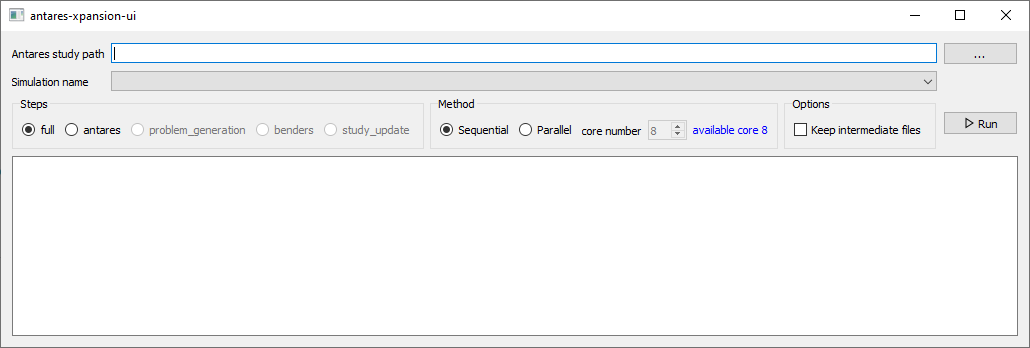 antares-xpansion-ui
Antares study path
...
Simulation name
Steps
full antares problem_generation benders study_update
Method
Sequential Parallel core number 8 available core 8
Options
Keep intermediate files
Run